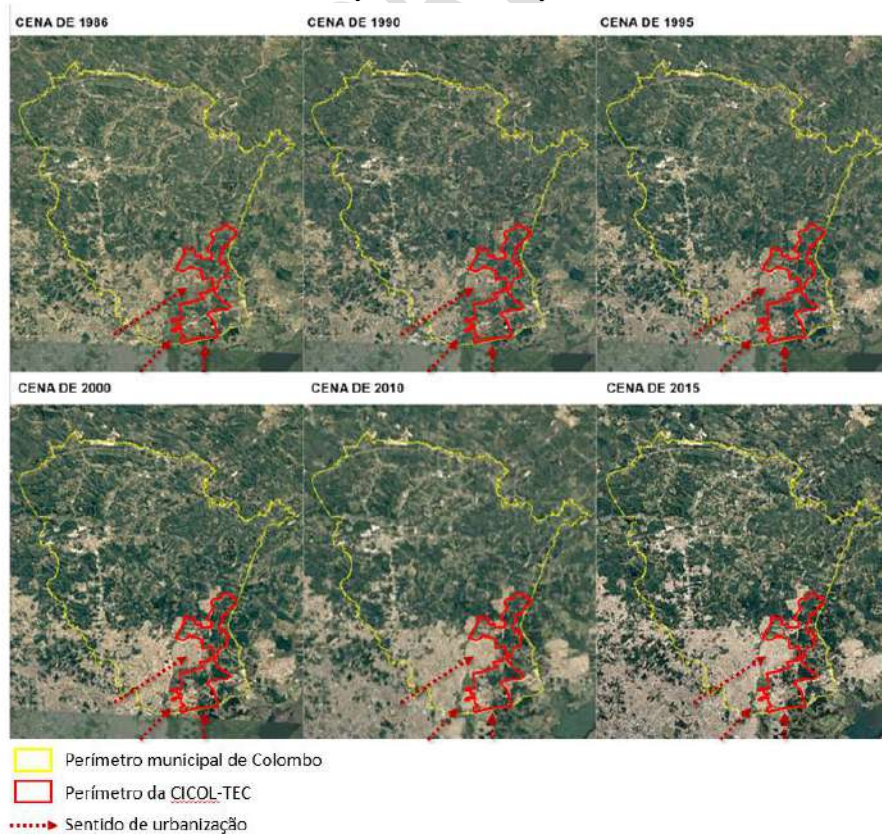 CENA DE 1986
CENA DE 1990
CENA DE 1995
CENA DE 2000
CENA DE 2010
CENA DE 2015
Perímetro municipal de Colombo
Perímetro da CICOL-TEC
Sentido de urbanização